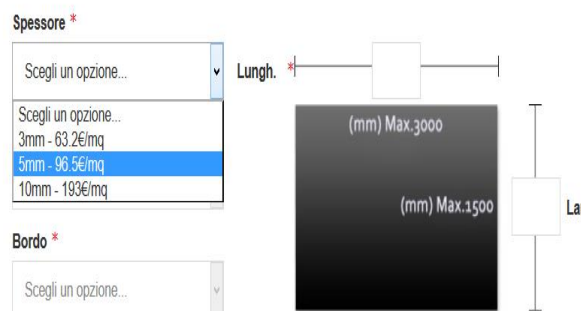 Spessore *
Scegli un opzione...
Scegli un opzione...
3mm - 63.2€/mq
5mm - 96.5€/mq
10mm - 193€/mq
Bordo *
Scegli un opzione...
Lungh. *
(mm) Max.3000
(mm) Max.1500
La